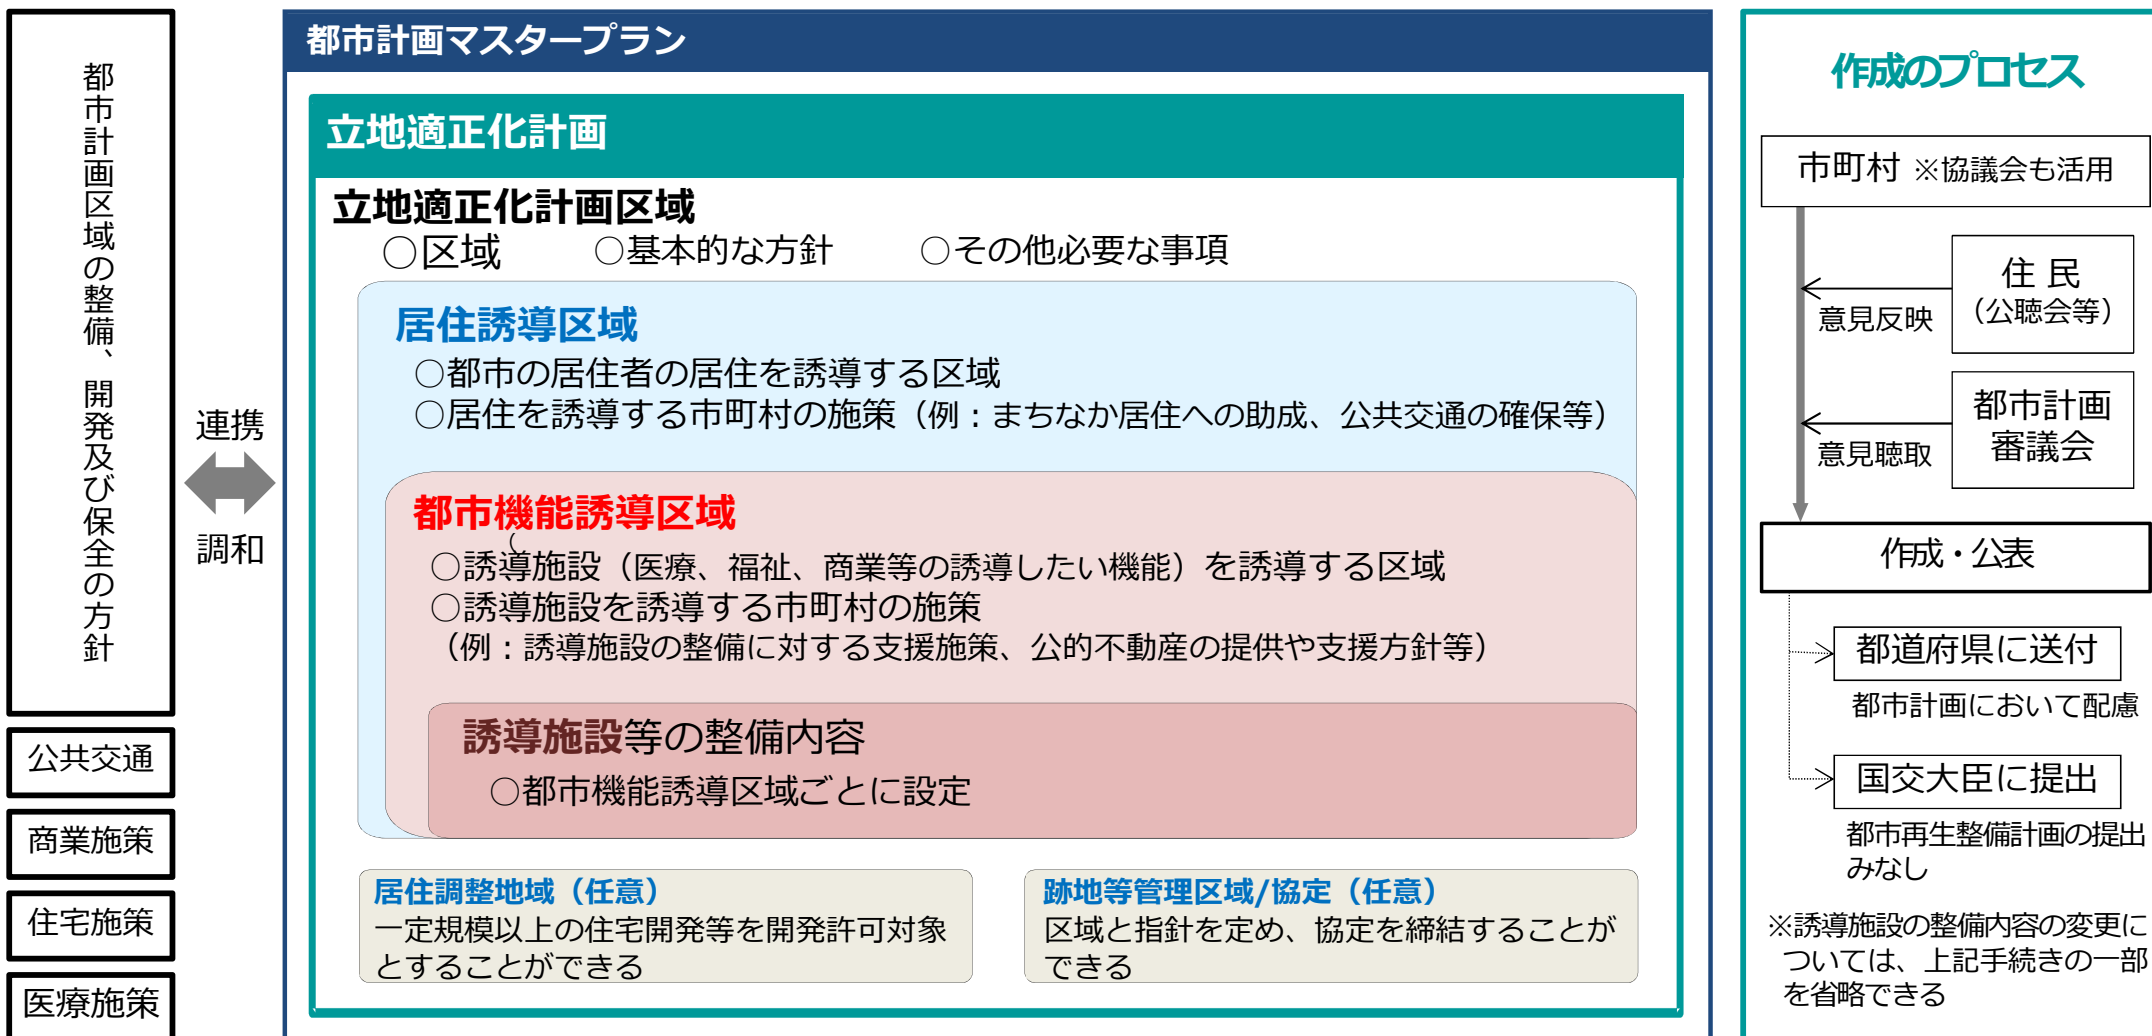 都市計画区域の整備、開発及び保全の方針
公共交通
商業施策
住宅施策
医療施策
連携
調和
都市計画マスタープラン
立地適正化計画
立地適正化計画区域
○区域 ○基本的な方針 ○その他必要な事項
居住誘導区域
○都市の居住者の居住を誘導する区域
○居住を誘導する市町村の施策（例：まちなか居住への助成、公共交通の確保等）
都市機能誘導区域
（
○誘導施設（医療、福祉、商業等の誘導したい機能）を誘導する区域
○誘導施設を誘導する市町村の施策
（例：誘導施設の整備に対する支援施策、公的不動産の提供や支援方針等）
誘導施設等の整備内容
○都市機能誘導区域ごとに設定
居住調整地域（任意）
一定規模以上の住宅開発等を開発許可対象
とすることができる
跡地等管理区域/協定（任意）
区域と指針を定め、協定を締結することが
できる
作成のプロセス
市町村 ※協議会も活用
住 民
（公聴会等）
意見反映
都市計画
審議会
意見聴取
作成・公表
都道府県に送付
都市計画において配慮
国交大臣に提出
都市再生整備計画の提出
みなし
※誘導施設の整備内容の変更に
ついては、上記手続きの一部
を省略できる